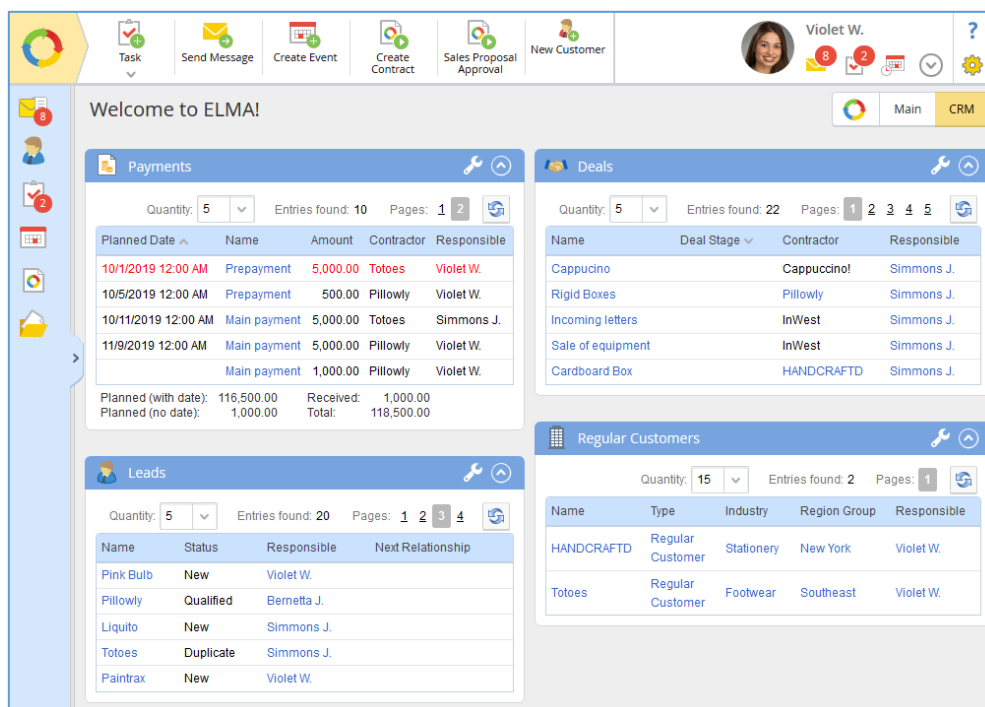 Task
Send Message
Create Event
Create
Contract
Sales Proposal
Approval
New Customer
Violet W.
8
2
?
8
2
Welcome to ELMA!
Main
CRM
Payments
Quantity: 5 Entries found: 10 Pages: 1 2
Planned Date Name Amount Contractor Responsible
10/1/2019 12:00 AM Prepayment 5,000.00 Totoes Violet W.
10/5/2019 12:00 AM Prepayment 500.00 Pillowly Violet W.
10/11/2019 12:00 AM Main payment 5,000.00 Totoes Simmons J.
11/9/2019 12:00 AM Main payment 5,000.00 Pillowly Violet W.
Main payment 1,000.00 Pillowly Violet W.
Planned (with date): 116,500.00 Received: 1,000.00
Planned (no date): 1,000.00 Total: 118,500.00
Leads
Quantity: 5 Entries found: 20 Pages: 1 2 3 4
Name Status Responsible Next Relationship
Pink Bulb New Violet W.
Pillowly Qualified Bernetta J.
Liquito New Simmons J.
Totoes Duplicate Simmons J.
Paintrax New Violet W.
Deals
Quantity: 5 Entries found: 22 Pages: 1 2 3 4 5
Name Deal Stage Contractor Responsible
Cappucino Cappuccino! Simmons J.
Rigid Boxes Pillowly Simmons J.
Incoming letters InWest Simmons J.
Sale of equipment InWest Simmons J.
Cardboard Box HANDCRAFTD Simmons J.
Regular Customers
Quantity: 15 Entries found: 2 Pages: 1
Name Type Industry Region Group Responsible
HANDCRAFTD Regular Customer Stationery New York Violet W.
Totoes Regular Customer Footwear Southeast Violet W.